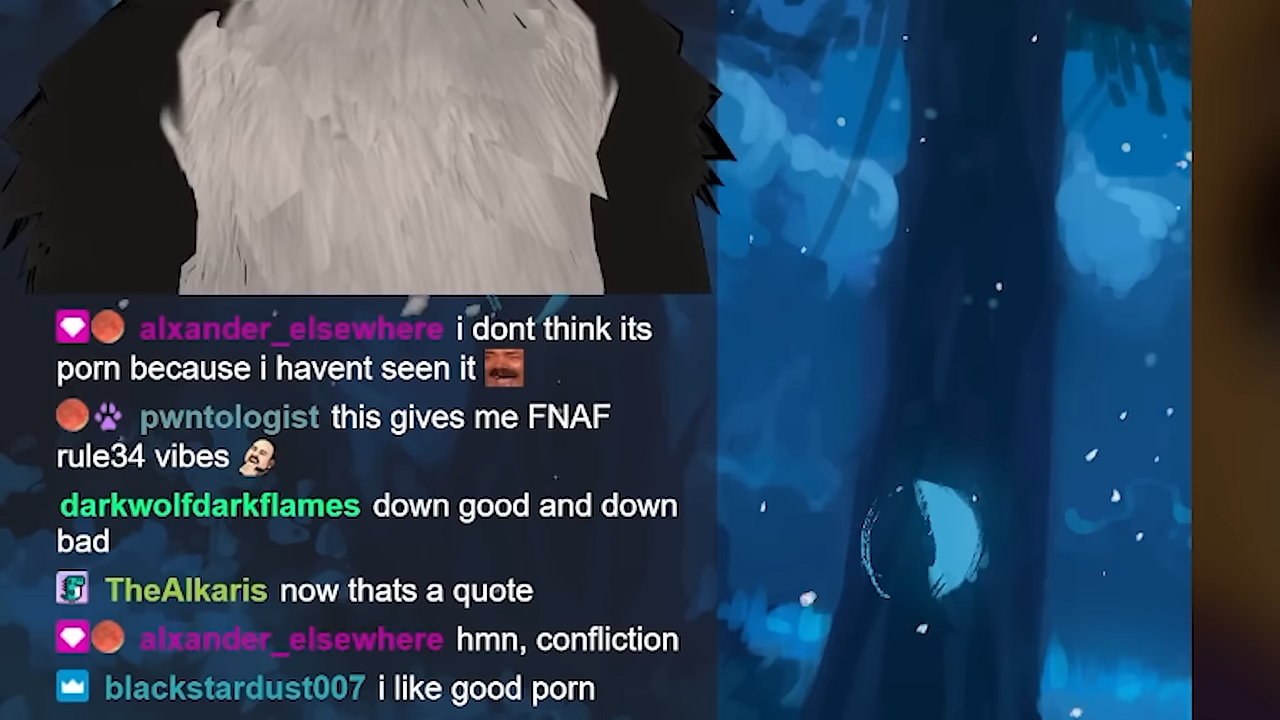 alxander_elsewhere i dont think its
porn because i havent seen it
pwntologist this gives me FNAF
rule34 vibes
darkwolfdarkflames down good and down
bad
TheAlkaris now thats a quote
alxander_elsewhere hmn, confliction
blackstardust007 i like good porn